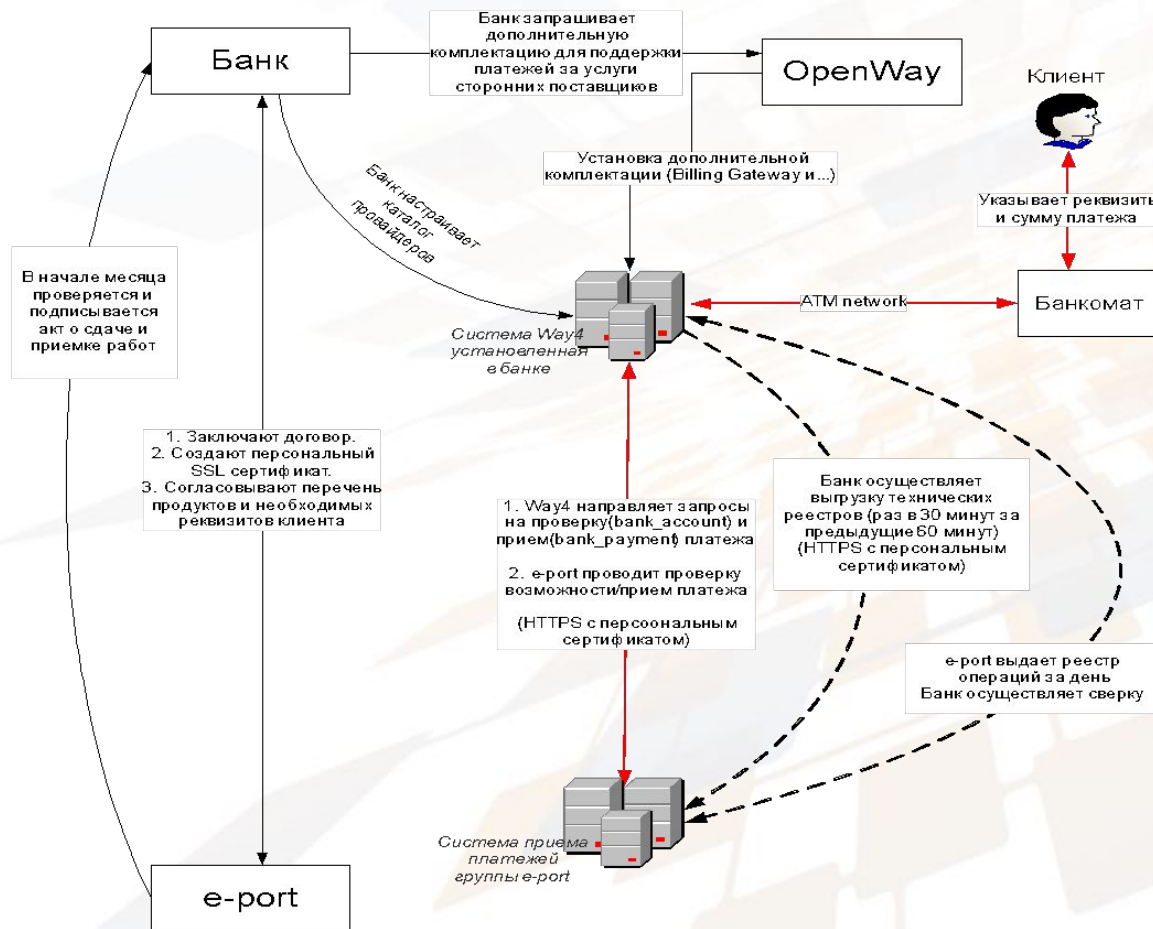 Банк запрашивает
дополнительную
комплектацию для поддержки
платежей за услуги
сторонних поставщиков
Банк
OpenWay
Клиент
Установка дополнительной
комплектации (Billing Gateway и...)
Банк настраивает
каталог
провайдеров
Указывает реквизиты
и сумму платежа
В начале месяца
проверяется и
подписывается
акт о сдаче и
приемке работ
ATM network
Банкомат
Система Way4
установленная
в банке
1. Заключают договор.
2. Создают персональный
SSL сертификат.
3. Согласовывают перечень
продуктов и необходимых
реквизитов клиента
1. Way4 направляет запросы
на проверку(bank_account) и
прием(bank_payment) платежа
2. e-port проводит проверку
возможности/прием платежа
(HTTPS с персоональным
сертификатом)
Банк осуществляет
выгрузку технических
реестров (раз в 30 минут за
предыдущие 60 минут)
(HTTPS с персональным
сертификатом)
e-port выдает реестр
операций за день
Банк осуществляет сверку
Система приема
платежей
группы e-port
e-port